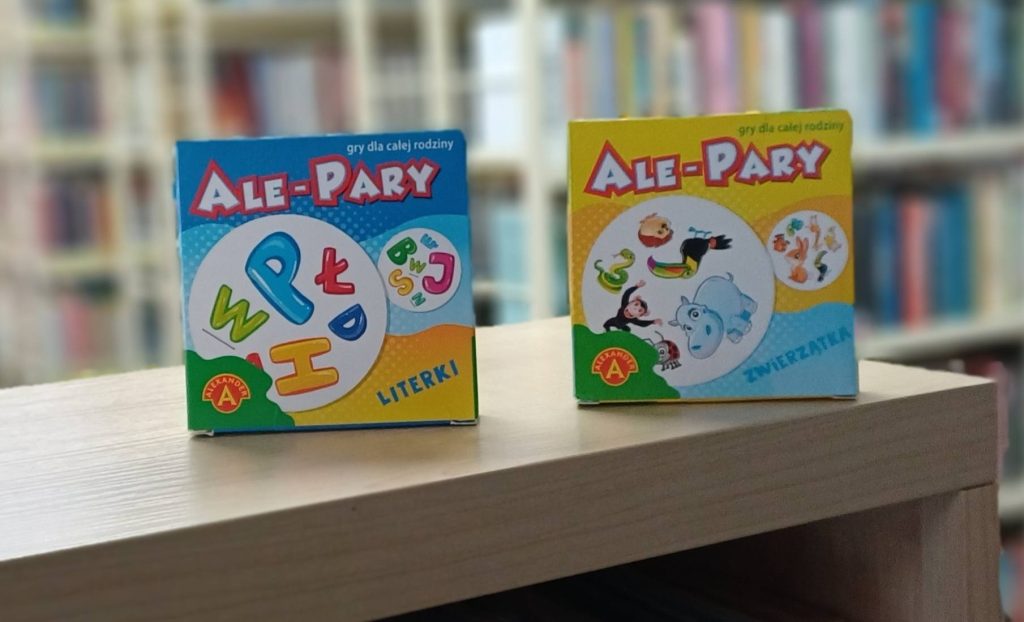 gry dla całej rodziny
ALE-PARY
P
Ł
W
D
H
B
W
W
J
S
Z
LITERKI
ALEXANDER
A
gry dla całej rodziny
ALE-PARY
ZWIERZĄTKA
ALEXANDER
A